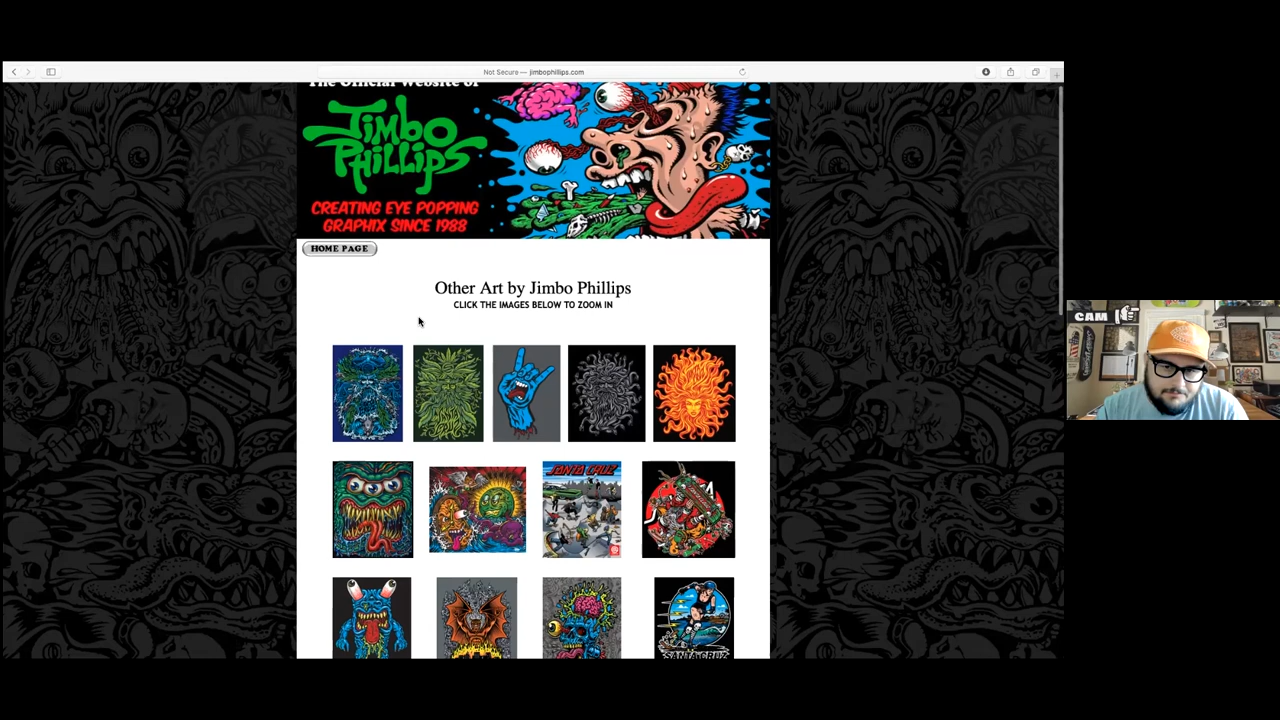 Not Secure — jimbophillips.com
The Official Website of
Jimbo
Phillips
CREATING EYE POPPING
GRAPHIX SINCE 1988
HOME PAGE
Other Art by Jimbo Phillips
CLICK THE IMAGES BELOW TO ZOOM IN
CAM
SANTA CRUZ
SANTA CRUZ